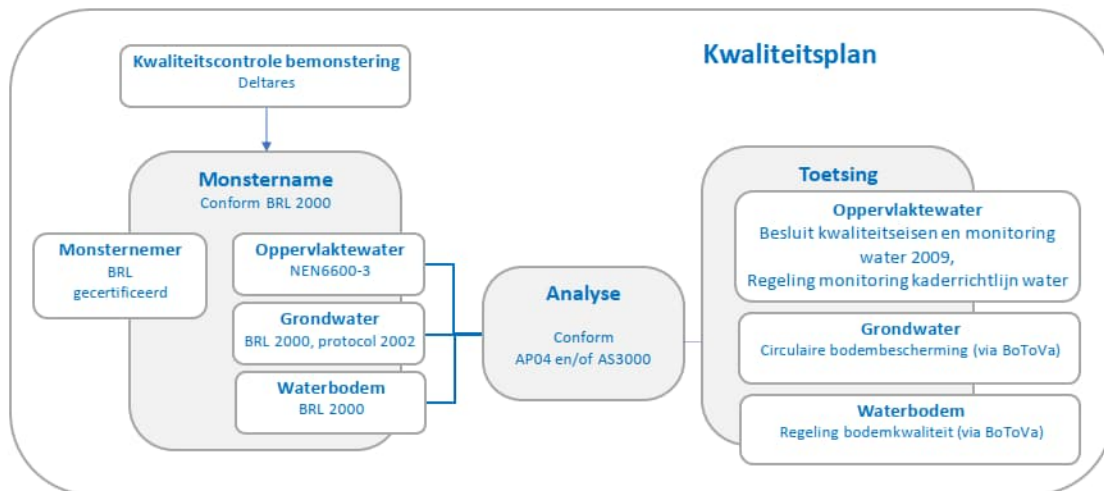 Kwaliteitsplan
Kwaliteitscontrole bemonstering
Deltares
Monstername
Conform BRL 2000
Monsternemer
BRL
gecertificeerd
Oppervlaktewater
NEN6600-3
Grondwater
BRL 2000, protocol 2002
Waterbodem
BRL 2000
Analyse
Conform
AP04 en/of AS3000
Toetsing
Oppervlaktewater
Besluit kwaliteitseisen en monitoring
water 2009,
Regeling monitoring kaderrichtlijn water
Grondwater
Circulaire bodembescherming (via BoToVa)
Waterbodem
Regeling bodemkwaliteit (via BoToVa)